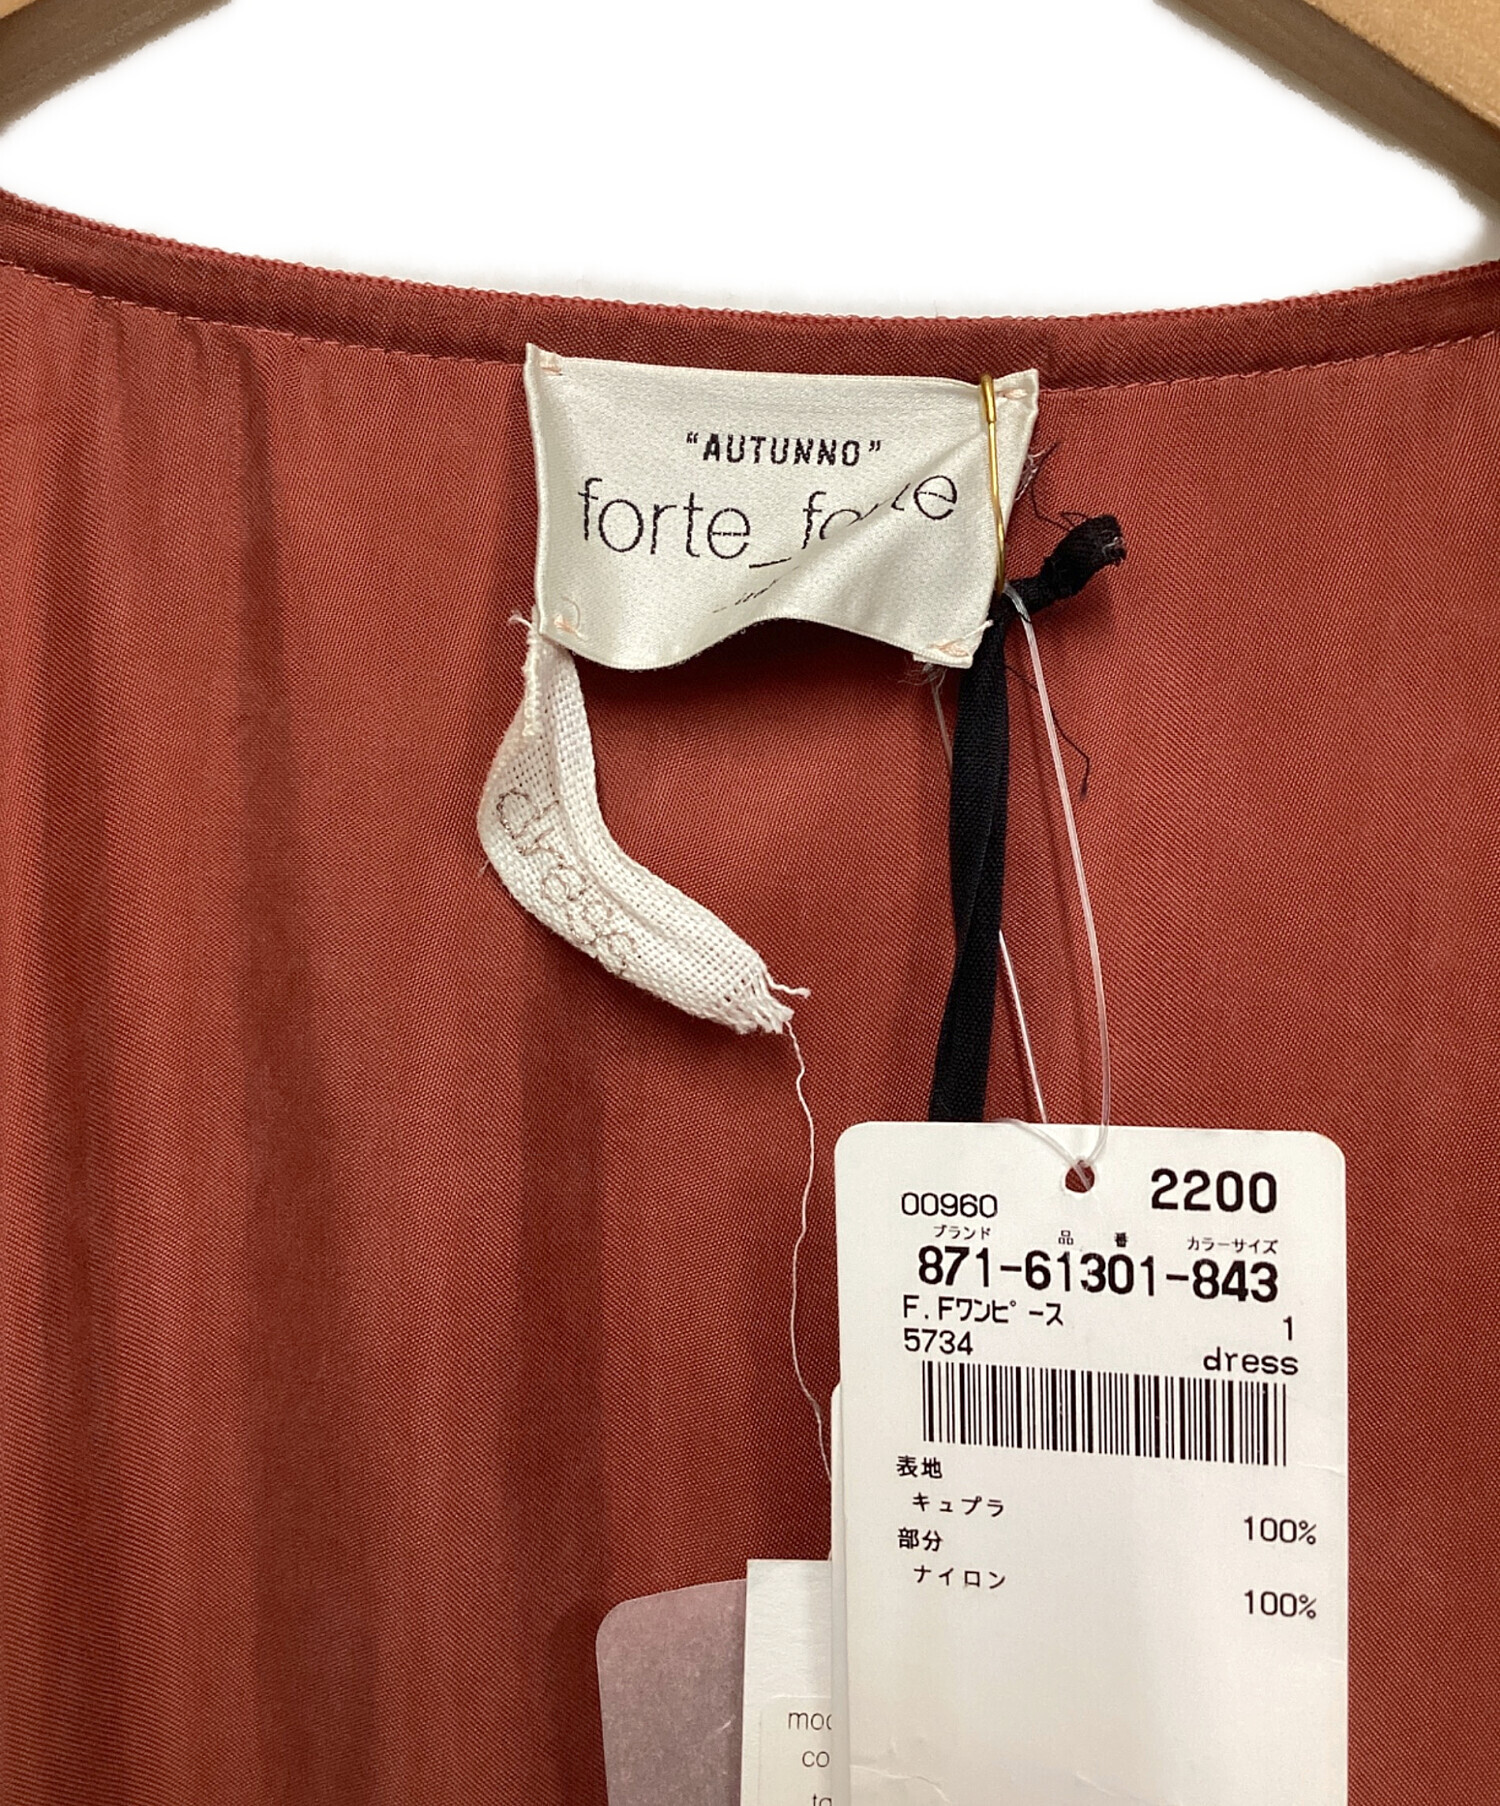 “AUTUNNO”
forte_forte
dress
00960 2200
ブランド 品番 カラーサイズ
871-61301-843
F.Fワンピース 1
5734 dress
表地
キュプラ 100%
部分
ナイロン 100%